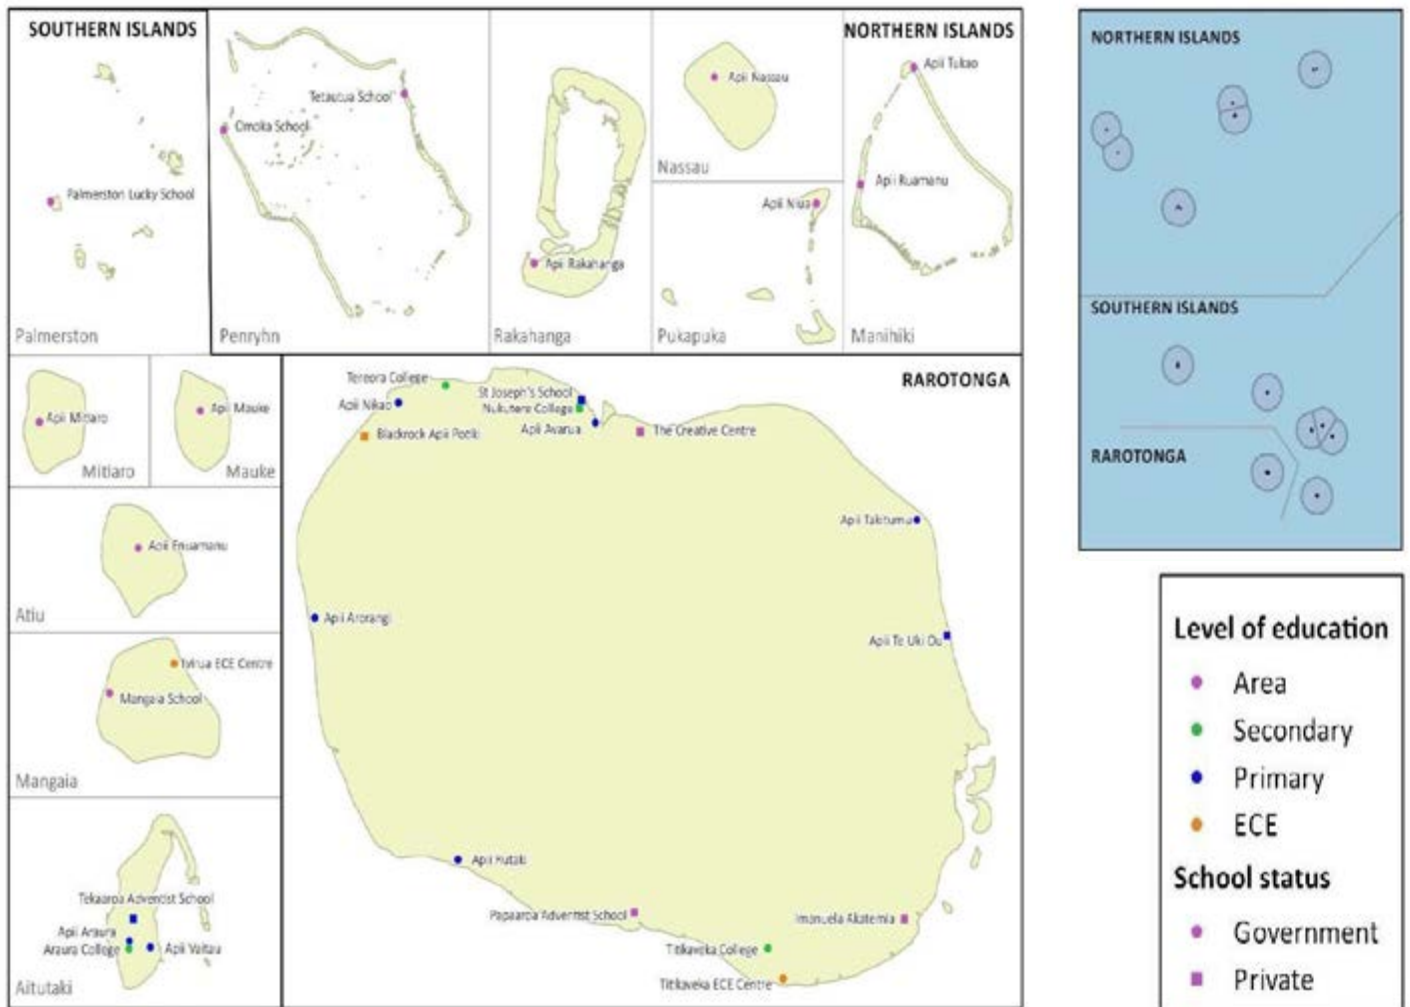 SOUTHERN ISLANDS
Palmerston Lucky School
Palmerston
Tetautua School
Omoka School
Penryhn
Apii Rakahanga
Rakahanga
Apii Nassau
Nassau
Apii Niua
Pukapuka
NORTHERN ISLANDS
Apii Tukao
Apii Ruamanu
Manihiki
Apii Mitiaro
Mitiaro
Apii Mauke
Mauke
Apii Enuamanu
Atiu
Ivirua ECE Centre
Mangaia School
Mangaia
Tekaaroa Adventist School
Apii Araura
Araura College
Apii Vaitau
Aitutaki
RAROTONGA
Tereora College
Apii Nikao
Blackrock Apii Potiki
St Joseph's School
Nukutere College
Apii Avarua
The Creative Centre
Apii Takitumu
Apii Arorangi
Apii Te Uki Ou
Apii Rutaki
Papaaroa Adventist School
Imanuela Akatemia
Titikaveka College
Titikaveka ECE Centre
NORTHERN ISLANDS
SOUTHERN ISLANDS
RAROTONGA
Level of education
Area
Secondary
Primary
ECE
School status
Government
Private